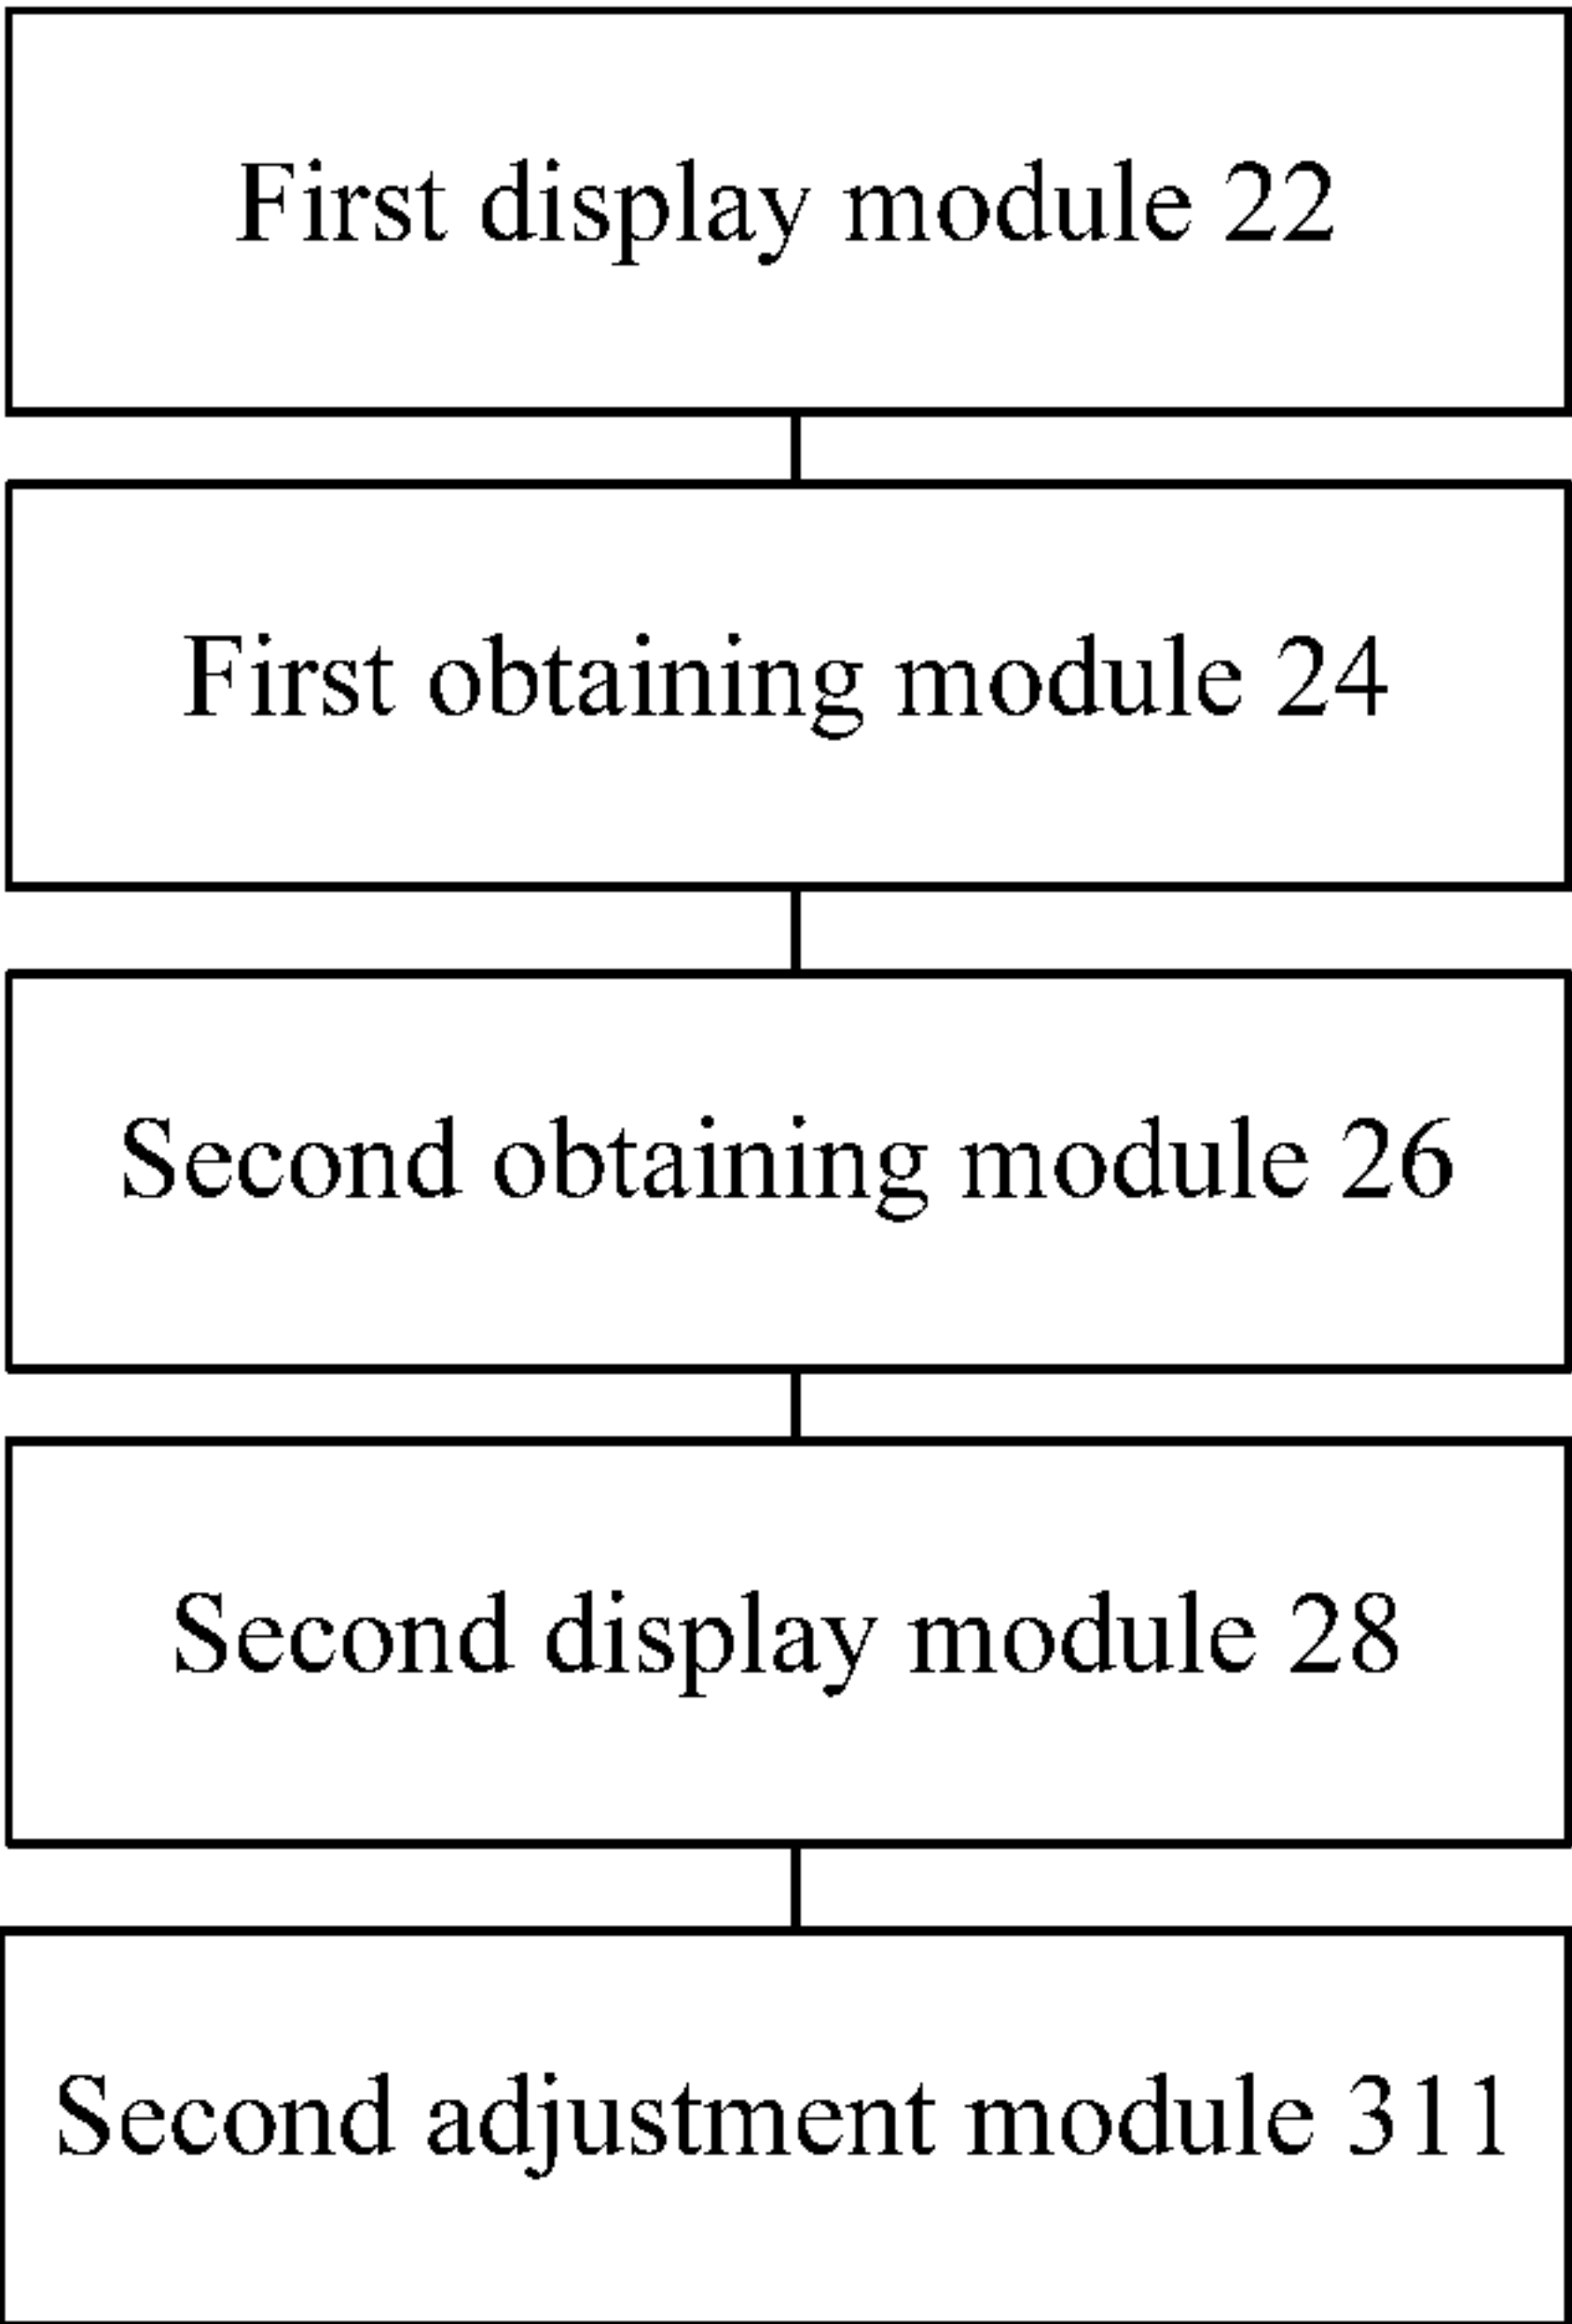 First display module 22
First obtaining module 24
Second obtaining module 26
Second display module 28
Second adjustment module 311